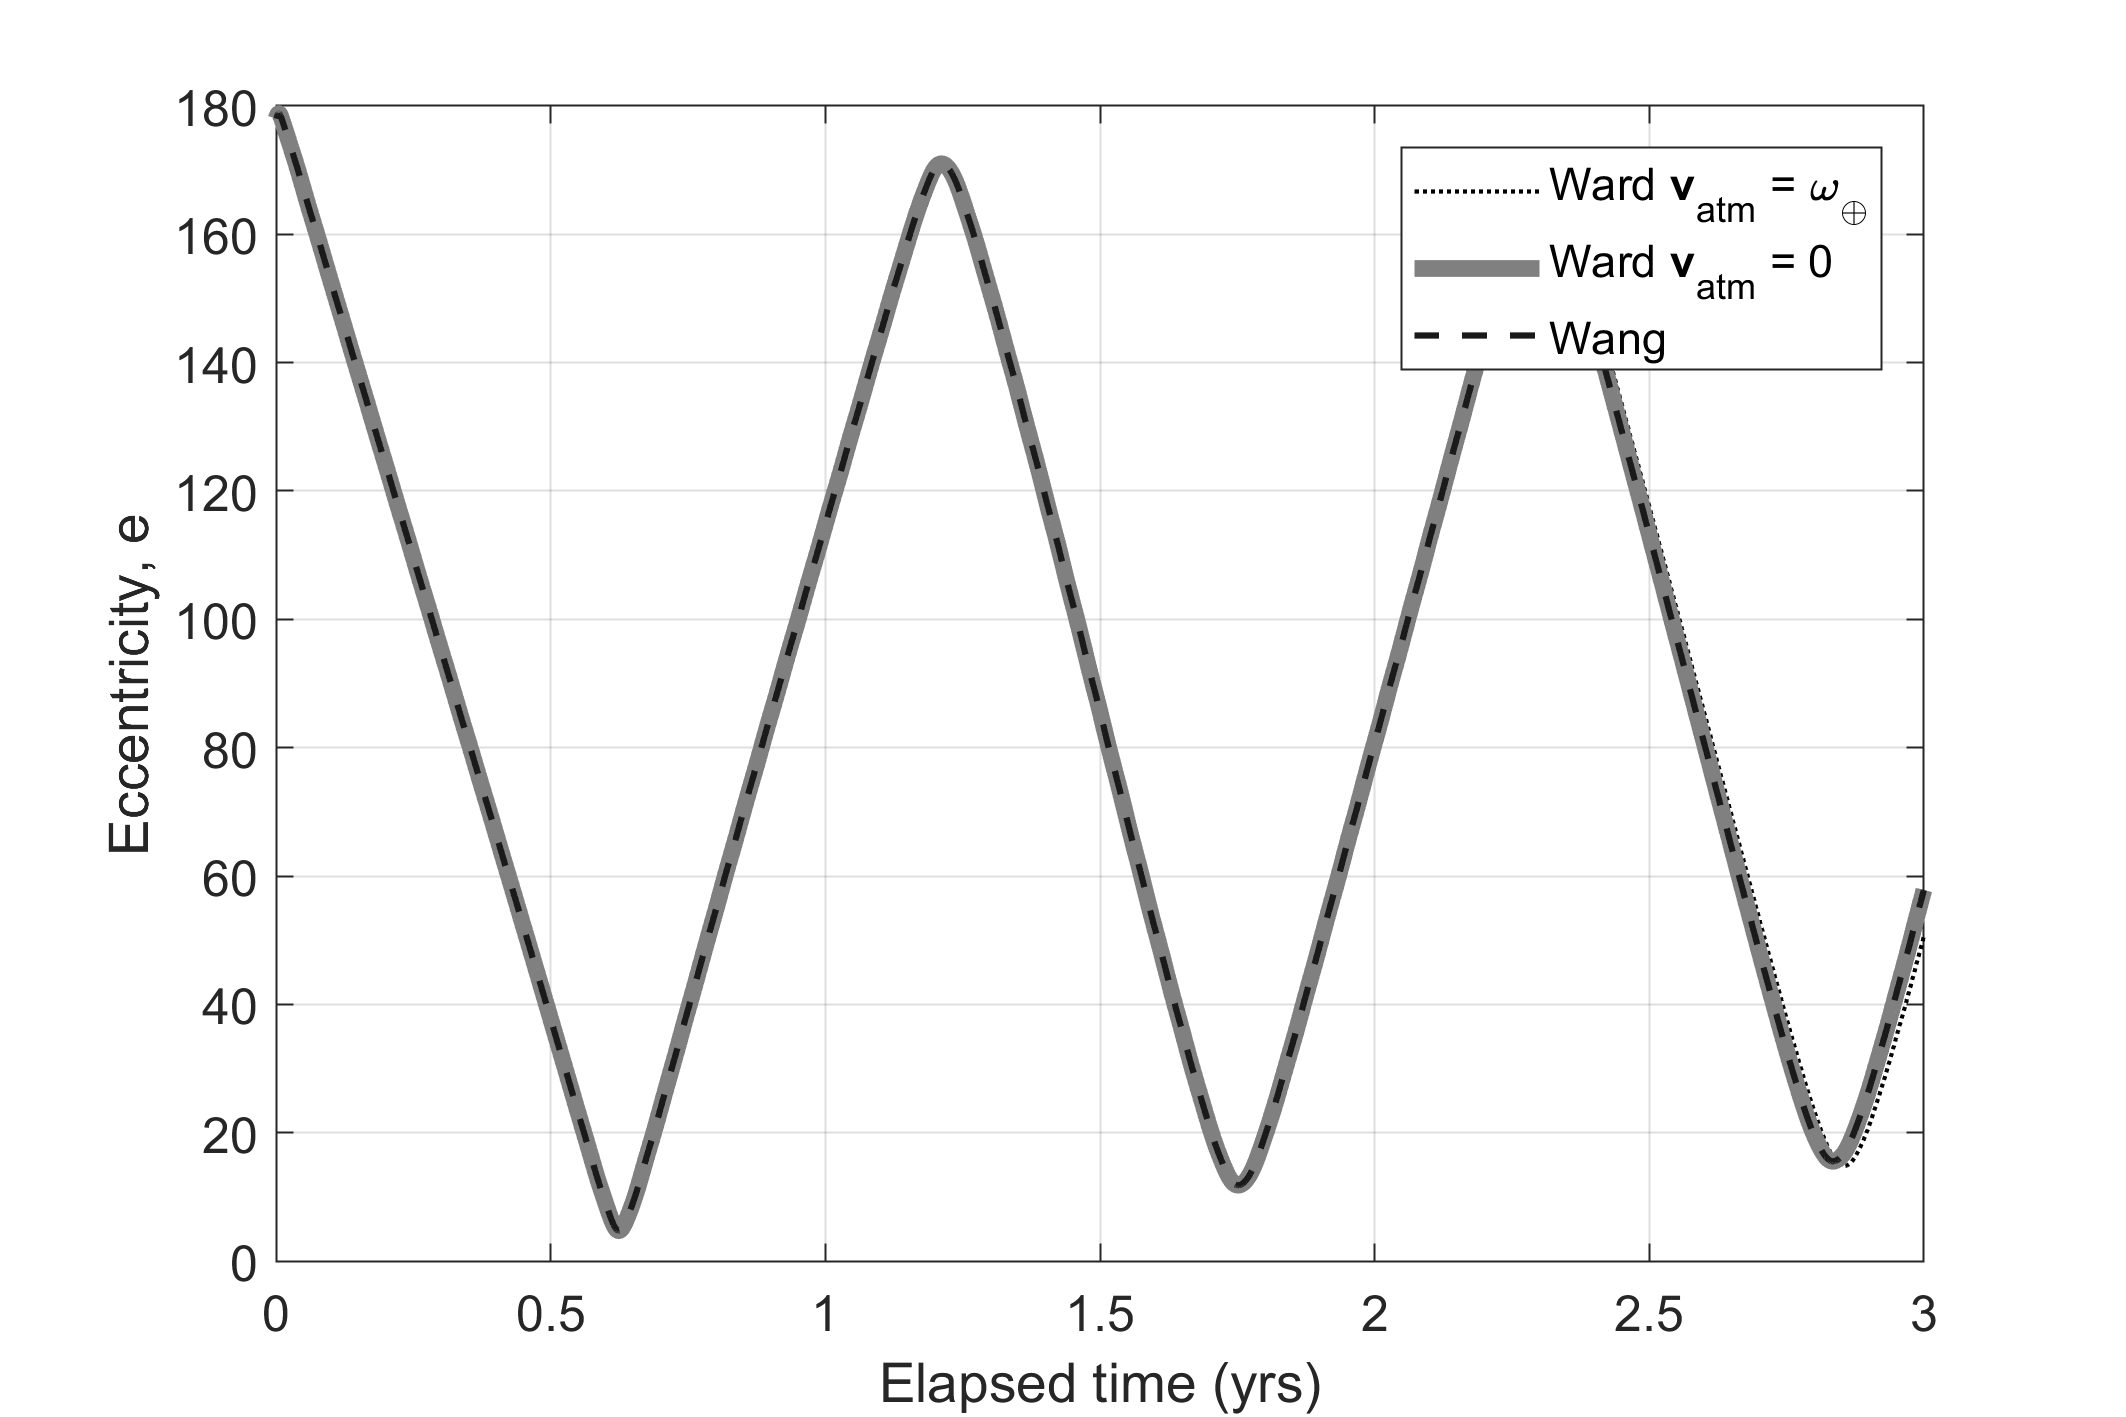 180
160
140
120
100
80
60
40
20
0
0 0.5 1 1.5 2 2.5 3
Eccentricity, e
Elapsed time (yrs)
Ward v_atm = ω_⊕
Ward v_atm = 0
Wang